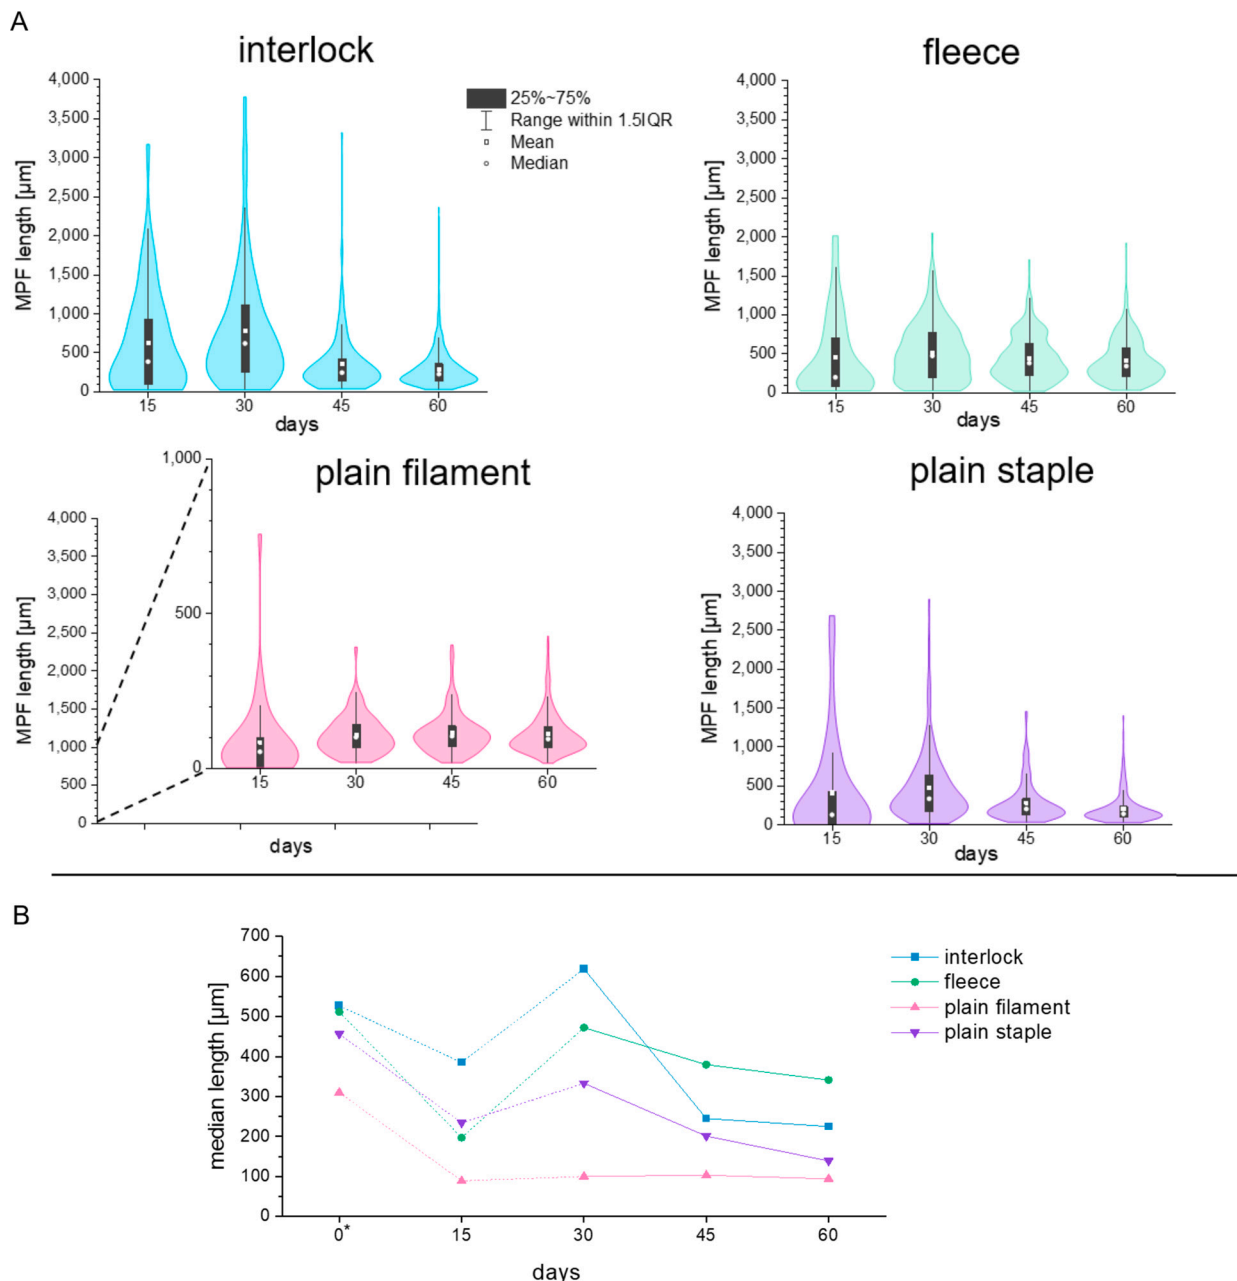 A
interlock
4,000
3,500
3,000
2,500
2,000
1,500
1,000
500
0
MPF length [µm]
15 30 45 60
days
25%~75%
Range within 1.5IQR
Mean
Median
fleece
4,000
3,500
3,000
2,500
2,000
1,500
1,000
500
0
MPF length [µm]
15 30 45 60
days
plain filament
4,000
3,500
3,000
2,500
2,000
1,500
1,000
500
0
MPF length [µm]
1,000
500
0
15 30 45 60
days
plain staple
4,000
3,500
3,000
2,500
2,000
1,500
1,000
500
0
MPF length [µm]
15 30 45 60
days
B
700
600
500
400
300
200
100
0
median length [µm]
0* 15 30 45 60
days
interlock
fleece
plain filament
plain staple